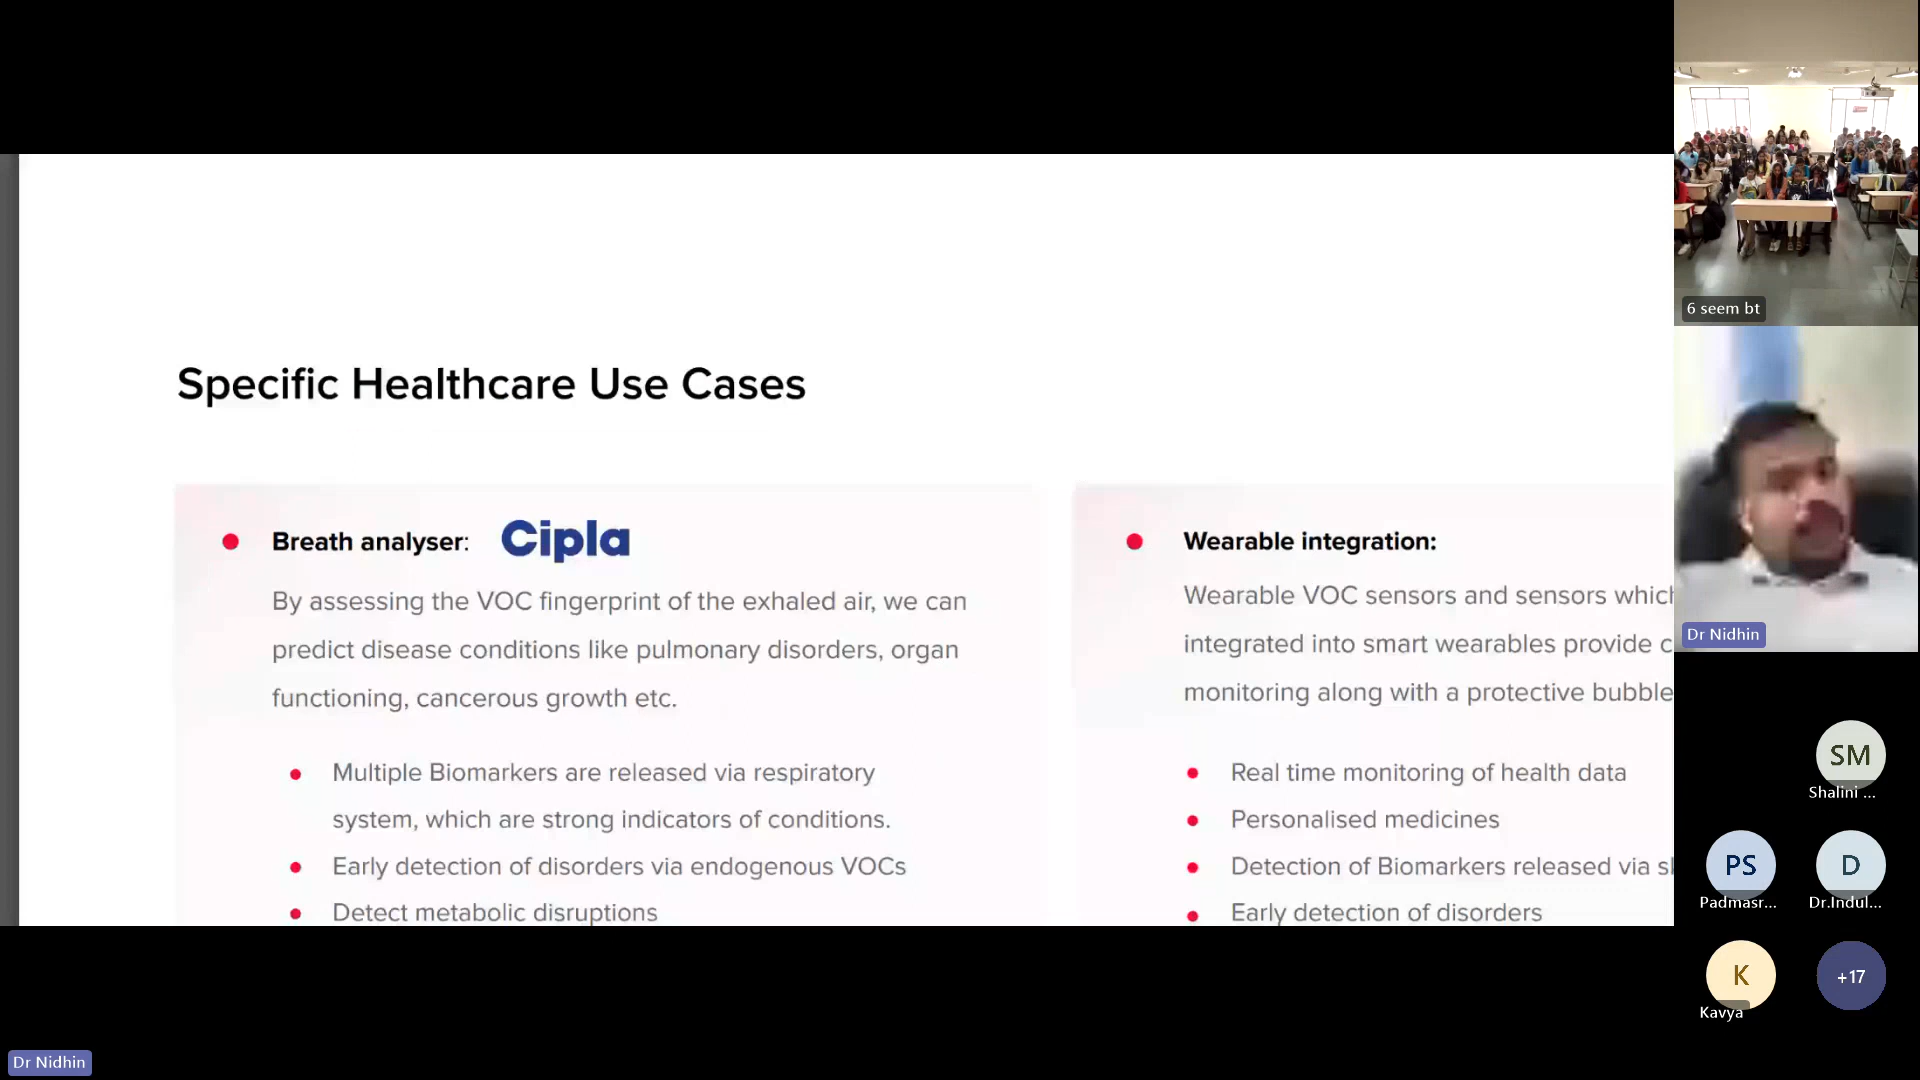 Specific Healthcare Use Cases
Breath analyser: Cipla
By assessing the VOC fingerprint of the exhaled air, we can
predict disease conditions like pulmonary disorders, organ
functioning, cancerous growth etc.
Multiple Biomarkers are released via respiratory
system, which are strong indicators of conditions.
Early detection of disorders via endogenous VOCs
Detect metabolic disruptions
Wearable integration:
Wearable VOC sensors and sensors which
integrated into smart wearables provide c
monitoring along with a protective bubble
Real time monitoring of health data
Personalised medicines
Detection of Biomarkers released via s
Early detection of disorders
6 seem bt
Dr Nidhin
SM
Shalini ...
PS
Padmasr...
D
Dr.Indul...
K
Kavya
+17
Dr Nidhin